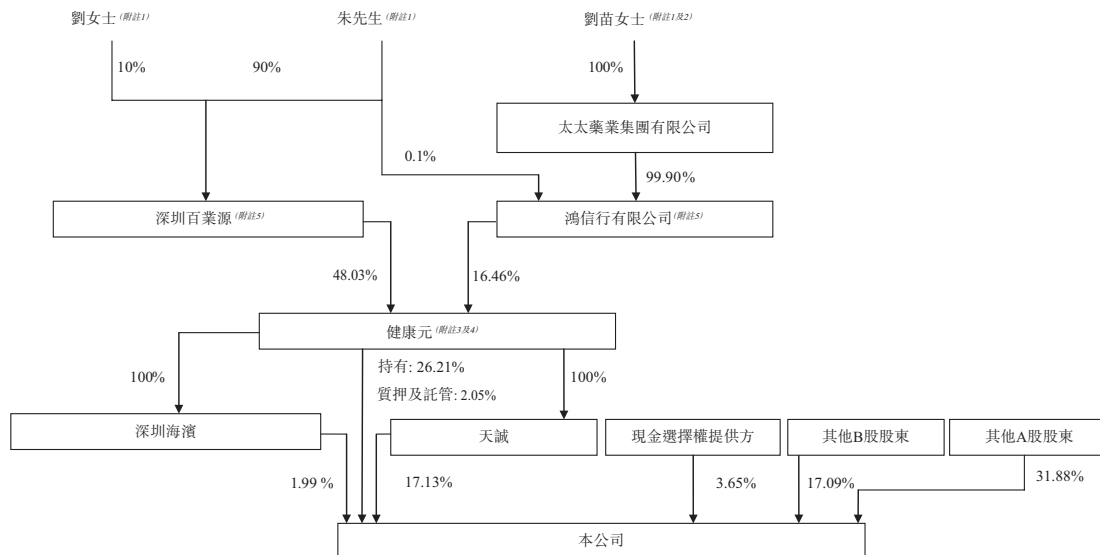 劉女士(附註1)
朱先生(附註1)
劉苗女士(附註1及2)
10%
90%
100%
太太藥業集團有限公司
0.1%
99.90%
深圳百業源(附註5)
鴻信行有限公司(附註5)
48.03%
16.46%
健康元(附註3及4)
100%
持有: 26.21%
質押及託管: 2.05%
100%
深圳海濱
天誠
現金選擇權提供方
其他B股股東
其他A股股東
1.99 %
17.13%
3.65%
17.09%
31.88%
本公司